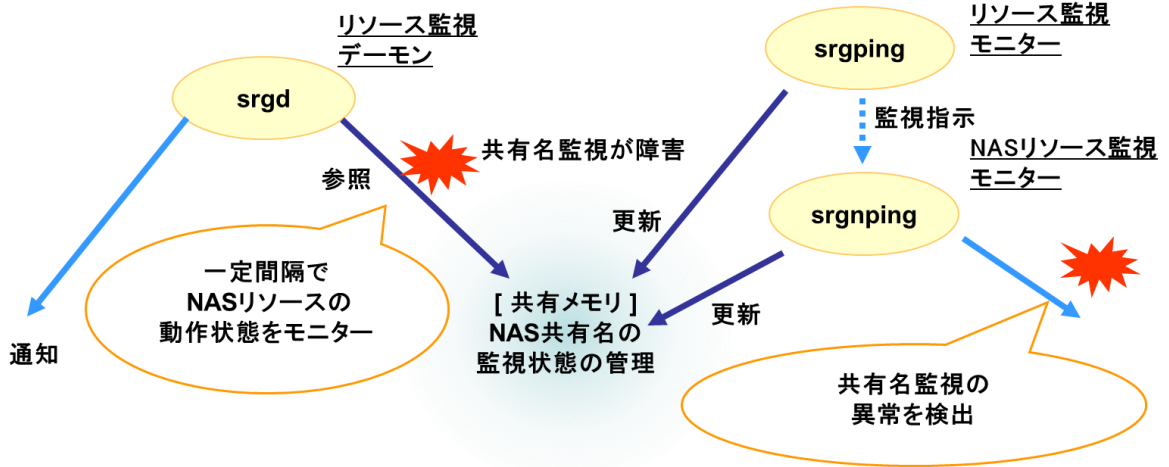 リソース監視
デーモン
srgd
参照
共有名監視が障害
一定間隔で
NASリソースの
動作状態をモニター
通知
リソース監視
モニター
srgping
監視指示
NASリソース監視
モニター
srgnping
更新
更新
[ 共有メモリ ]
NAS共有名の
監視状態の管理
共有名監視の
異常を検出